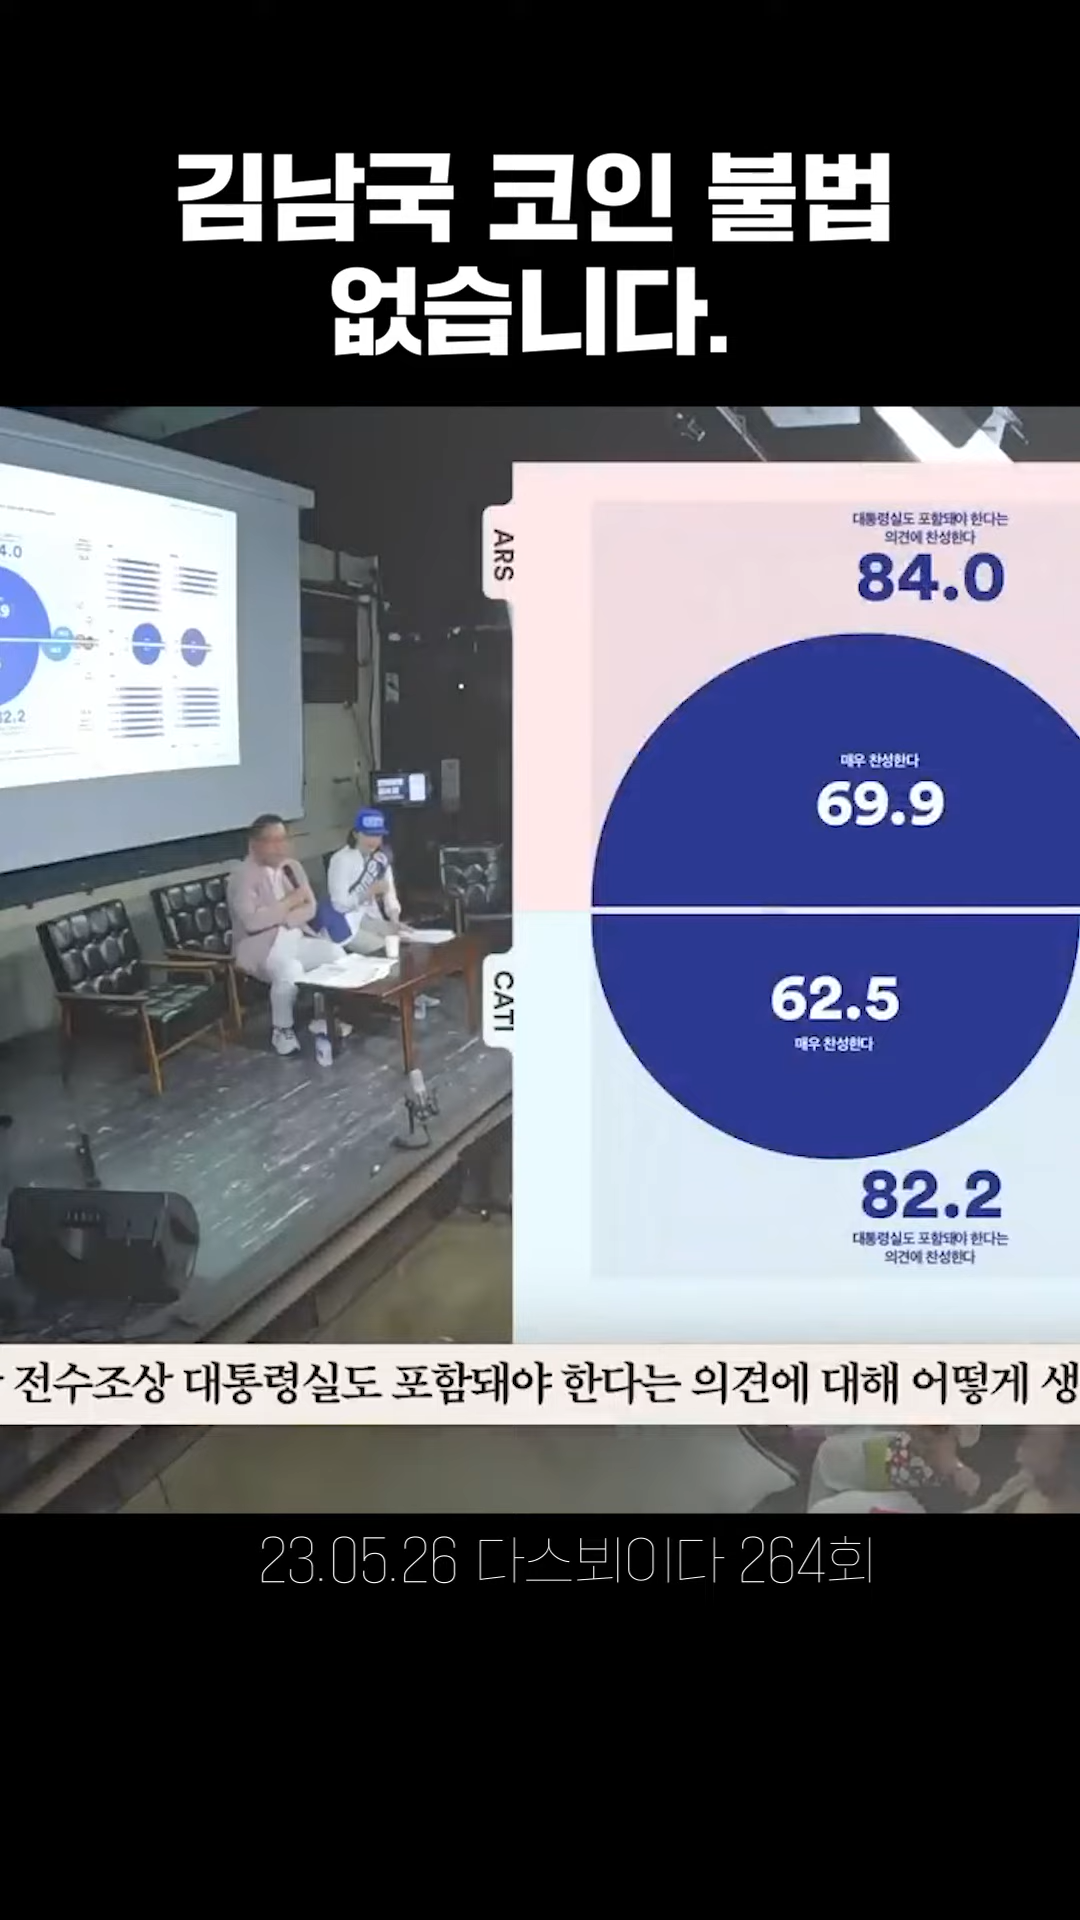 김남국 코인 불법
없습니다.
4.0
9
2.2
ARS
대통령실도 포함돼야 한다는
의견에 찬성한다
84.0
매우 찬성한다
69.9
CATI
62.5
매우 찬성한다
82.2
대통령실도 포함돼야 한다는
의견에 찬성한다
전수조상 대통령실도 포함돼야 한다는 의견에 대해 어떻게 생
23.05.26 다스뵈이다 264회